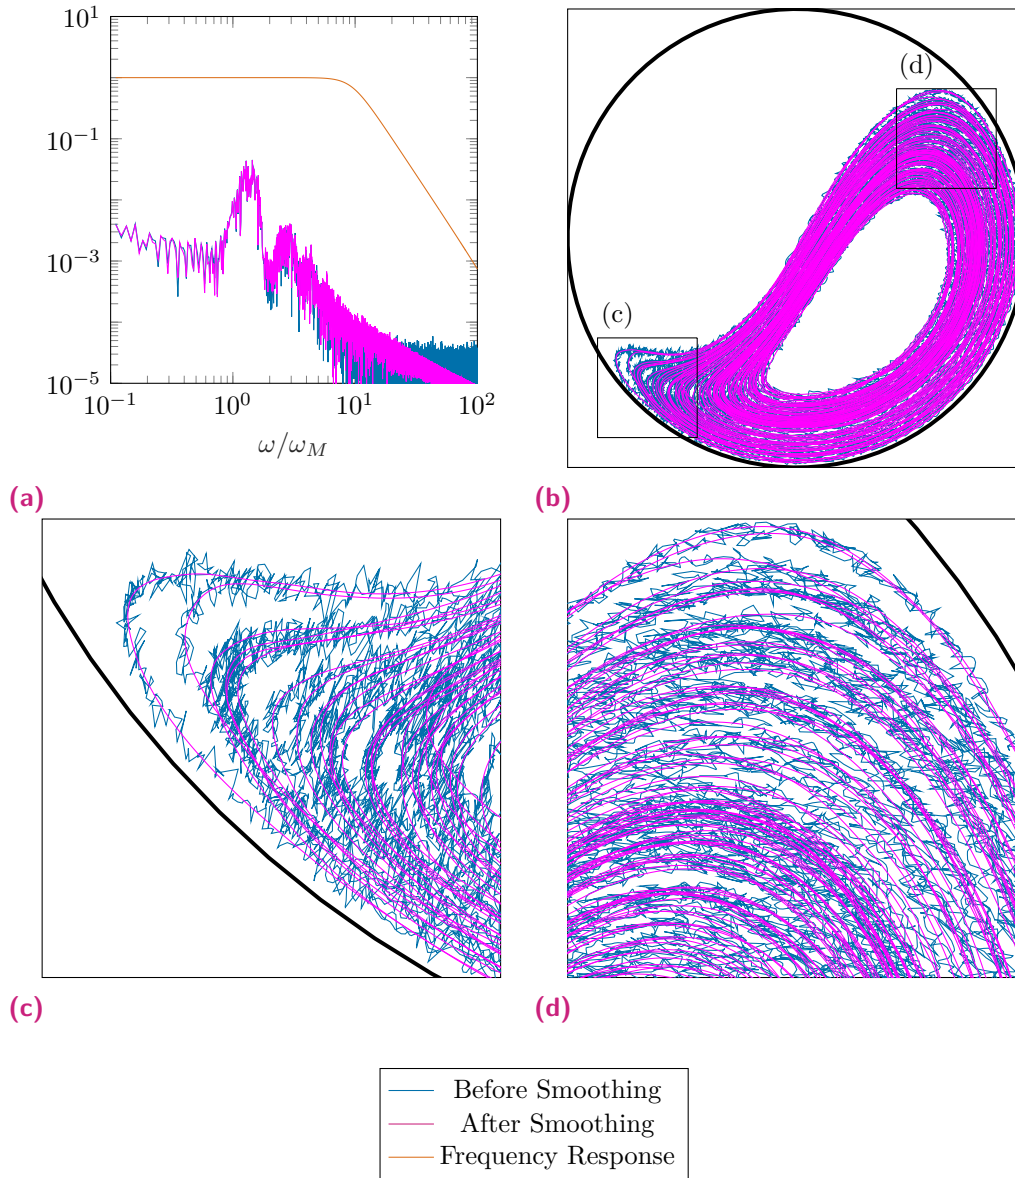 10^1
10^−1
10^−3
10^−5
10^−1 10^0 10^1 10^2
ω/ω_M
(a)
(d)
(c)
(b)
(c)
(d)
Before Smoothing
After Smoothing
Frequency Response